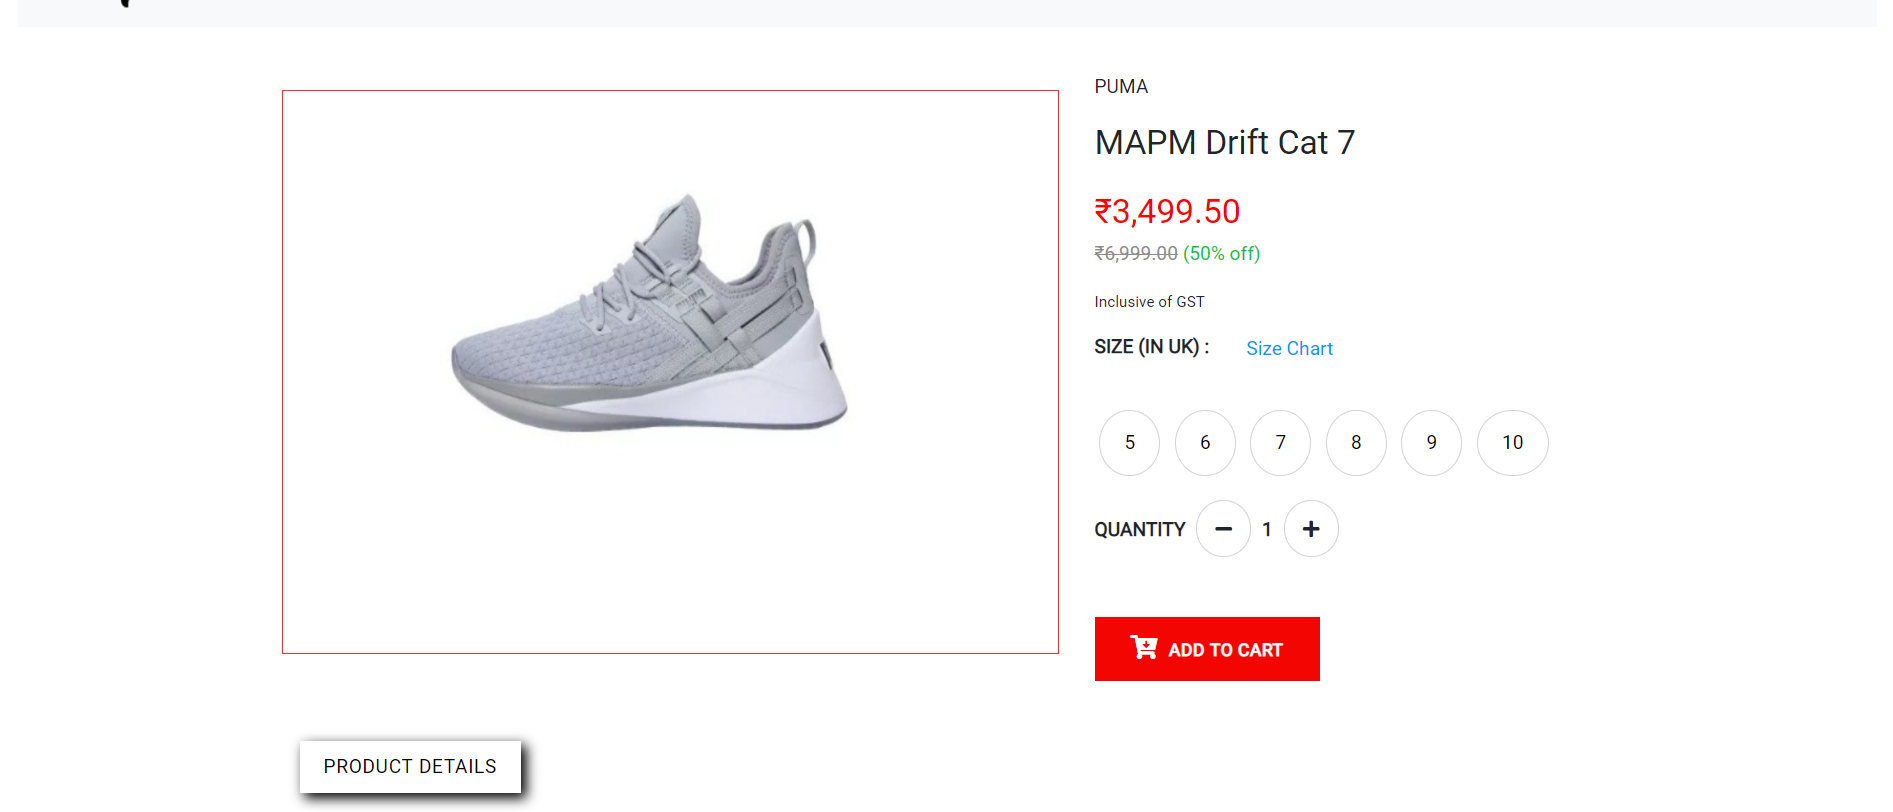 PUMA
MAPM Drift Cat 7
₹3,499.50
₹6,999.00 (50% off)
Inclusive of GST
SIZE (IN UK) : Size Chart
5 6 7 8 9 10
QUANTITY − 1 +
ADD TO CART
PRODUCT DETAILS